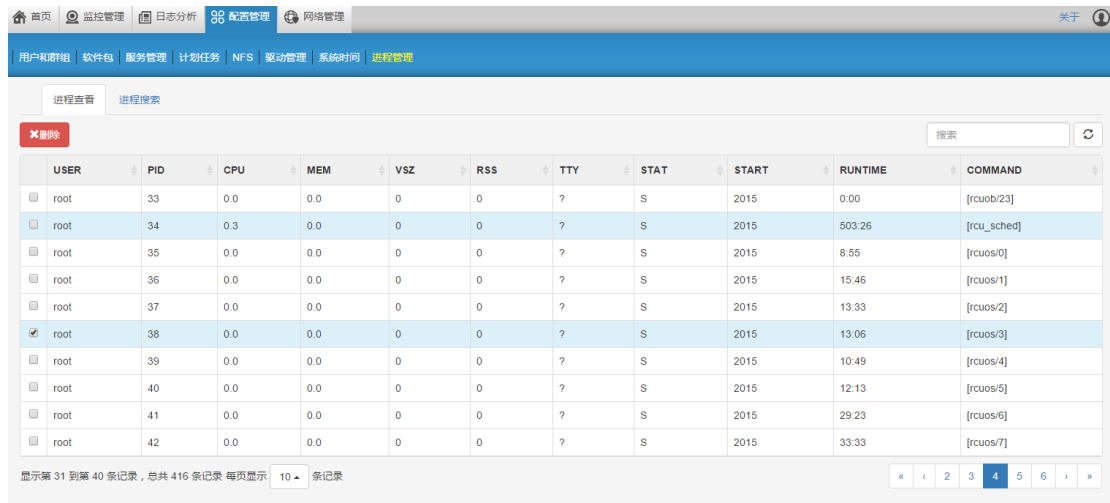 首页 监控管理 日志分析 配置管理 网络管理 关于
用户和群组 软件包 服务管理 计划任务 NFS 驱动管理 系统时间 进程管理
进程查看 进程搜索
✖删除 搜索
USER PID CPU MEM VSZ RSS TTY STAT START RUNTIME COMMAND
root 33 0.0 0.0 0 0 ? S 2015 0:00 [rcuob/23]
root 34 0.3 0.0 0 0 ? S 2015 503:26 [rcu_sched]
root 35 0.0 0.0 0 0 ? S 2015 8:55 [rcuos/0]
root 36 0.0 0.0 0 0 ? S 2015 15:46 [rcuos/1]
root 37 0.0 0.0 0 0 ? S 2015 13:33 [rcuos/2]
root 38 0.0 0.0 0 0 ? S 2015 13:06 [rcuos/3]
root 39 0.0 0.0 0 0 ? S 2015 10:49 [rcuos/4]
root 40 0.0 0.0 0 0 ? S 2015 12:13 [rcuos/5]
root 41 0.0 0.0 0 0 ? S 2015 29:23 [rcuos/6]
root 42 0.0 0.0 0 0 ? S 2015 33:33 [rcuos/7]
显示第 31 到第 40 条记录，总共 416 条记录 每页显示 10 条记录 « ‹ 2 3 4 5 6 › »